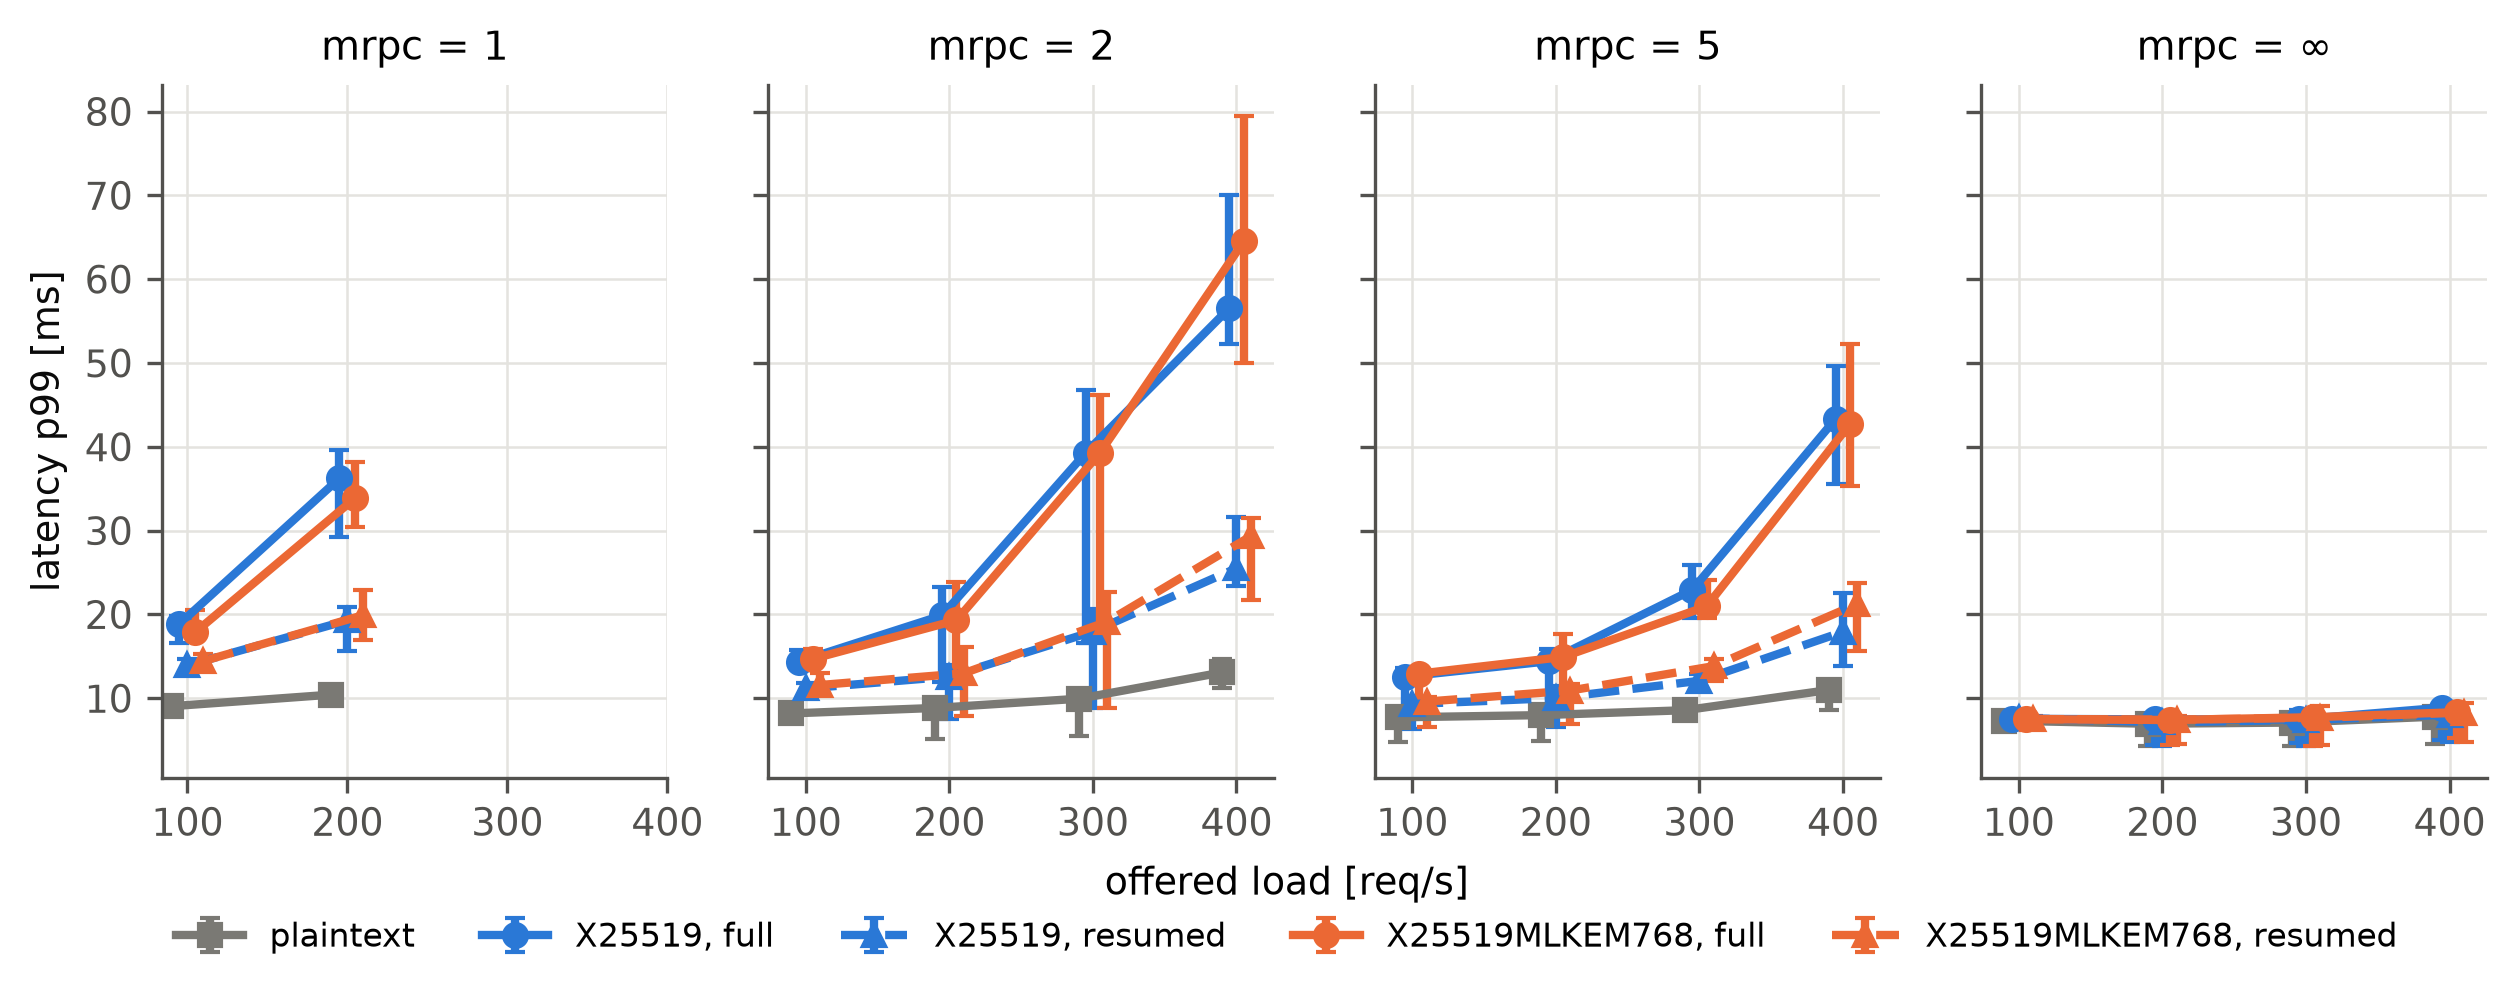 mrpc = 1
mrpc = 2
mrpc = 5
mrpc = ∞
latency p999 [ms]
80
70
60
50
40
30
20
10
100 200 300 400
100 200 300 400
100 200 300 400
100 200 300 400
offered load [req/s]
plaintext
X25519, full
X25519, resumed
X25519MLKEM768, full
X25519MLKEM768, resumed